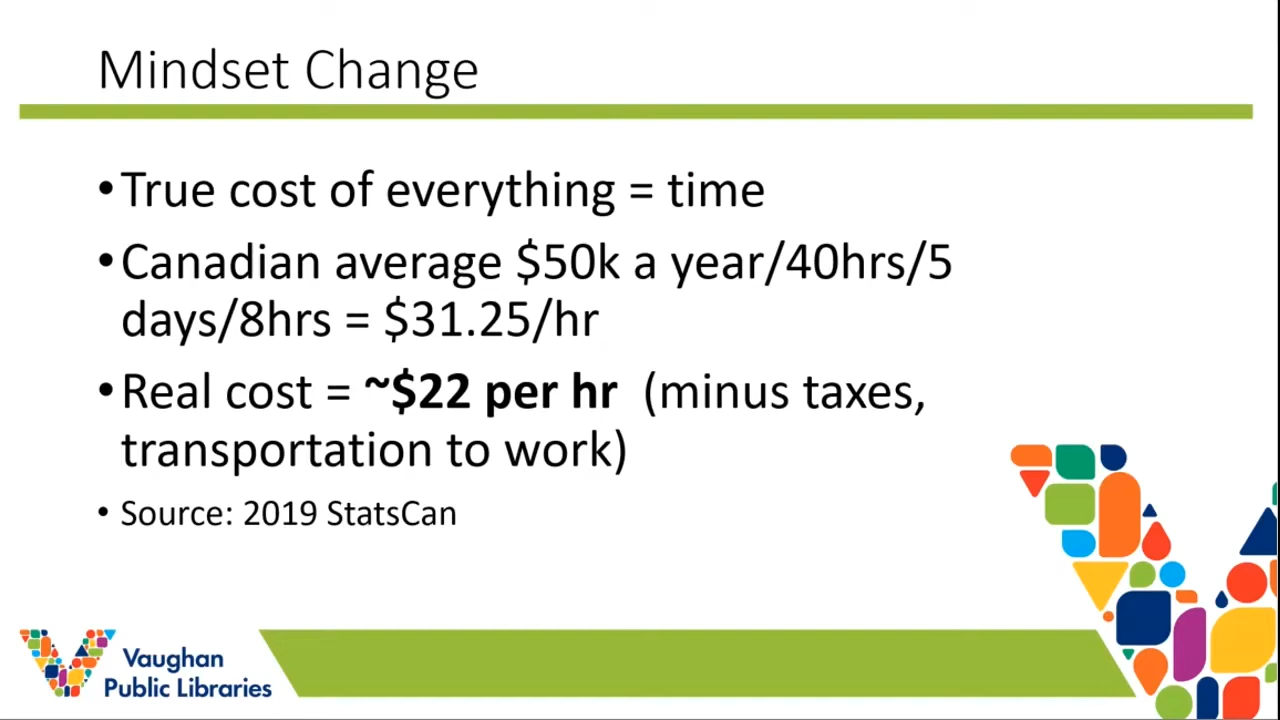 Mindset Change
•True cost of everything = time
•Canadian average $50k a year/40hrs/5
days/8hrs = $31.25/hr
•Real cost = ~$22 per hr (minus taxes,
transportation to work)
• Source: 2019 StatsCan
Vaughan
Public Libraries